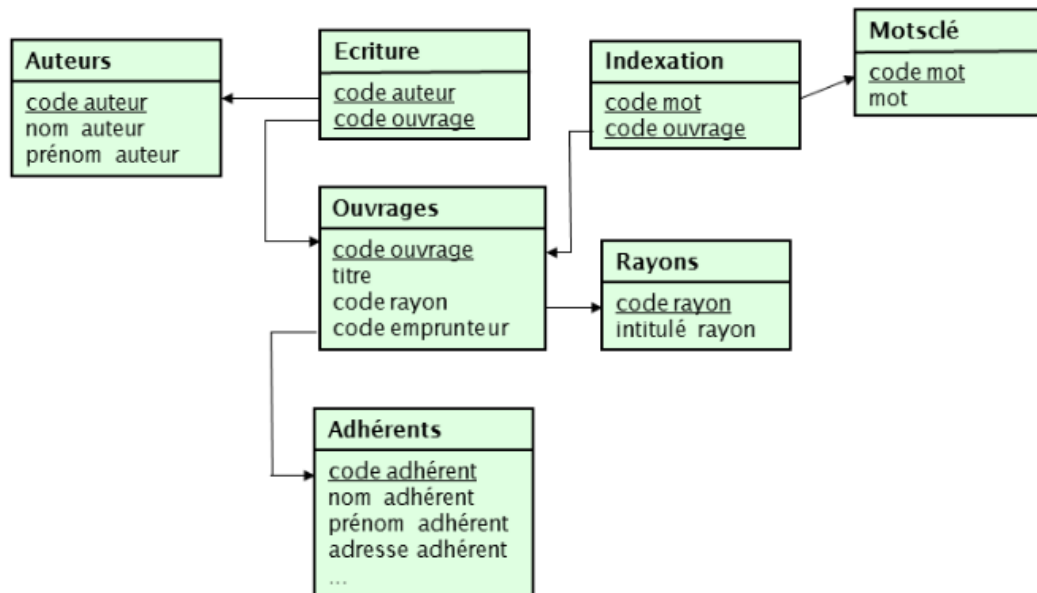 Auteurs
code auteur
nom auteur
prénom auteur
Ecriture
code auteur
code ouvrage
Indexation
code mot
code ouvrage
Motsclé
code mot
mot
Ouvrages
code ouvrage
titre
code rayon
code emprunteur
Rayons
code rayon
intitulé rayon
Adhérents
code adhérent
nom adhérent
prénom adhérent
adresse adhérent
...